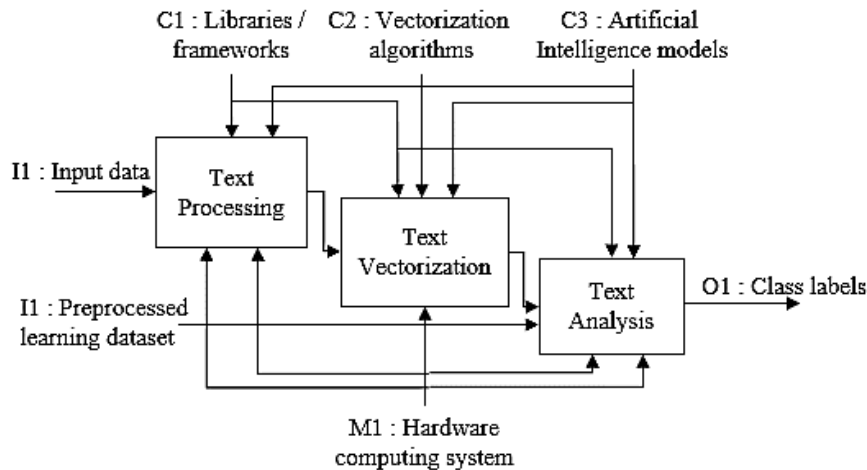 C1 : Libraries /
frameworks
C2 : Vectorization
algorithms
C3 : Artificial
Intelligence models
I1 : Input data
Text
Processing
Text
Vectorization
Text
Analysis
O1 : Class labels
I1 : Preprocessed
learning dataset
M1 : Hardware
computing system